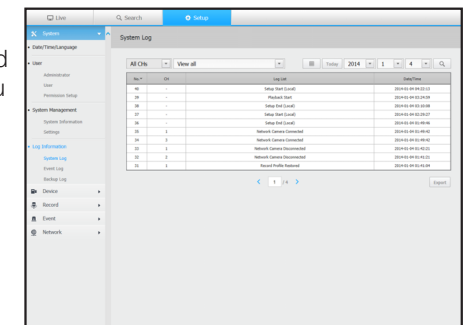 d
u
Live
Search
Setup
System
Date/Time/Language
User
Administrator
User
Permission Setup
System Management
System Information
Settings
Log Information
System Log
Event Log
Backup Log
Device
Record
Event
Network
System Log
All CHs View all Today 2014 1 4
No. CH Log List Date/Time
40 - Setup Start (Local) 2014-01-04 04:22:12
39 - Playback Start 2014-01-04 03:24:09
38 - Setup End (Local) 2014-01-04 03:10:08
37 - Setup Start (Local) 2014-01-04 02:29:27
36 - Setup End (Local) 2014-01-04 01:49:46
35 1 Network Camera Connected 2014-01-04 01:49:43
34 2 Network Camera Connected 2014-01-04 01:49:43
33 1 Network Camera Disconnected 2014-01-04 01:42:21
32 2 Network Camera Disconnected 2014-01-04 01:41:21
31 1 Record Profile Restored 2014-01-04 01:41:04
1 / 4
Export